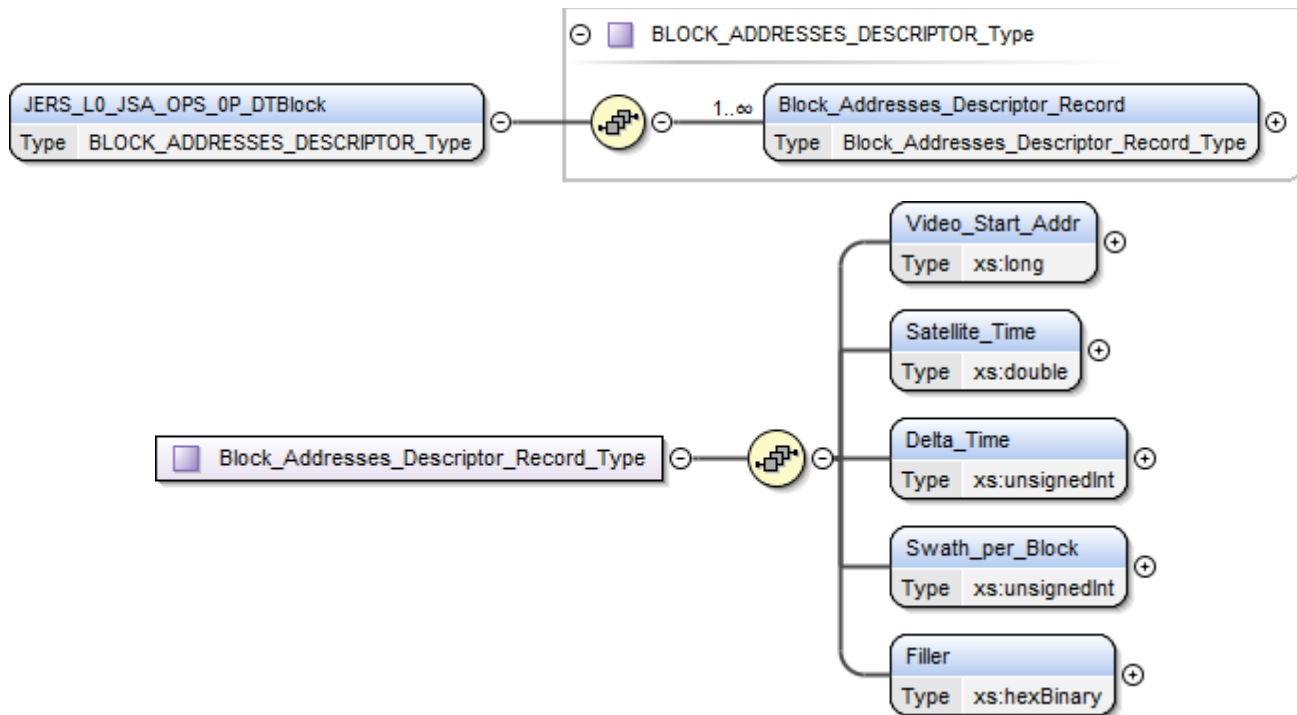 BLOCK_ADDRESSES_DESCRIPTOR_Type
JERS_L0_JSA_OPS_0P_DTBlock
Type BLOCK_ADDRESSES_DESCRIPTOR_Type
1..∞
Block_Addresses_Descriptor_Record
Type Block_Addresses_Descriptor_Record_Type
Block_Addresses_Descriptor_Record_Type
Video_Start_Addr
Type xs:long
Satellite_Time
Type xs:double
Delta_Time
Type xs:unsignedInt
Swath_per_Block
Type xs:unsignedInt
Filler
Type xs:hexBinary